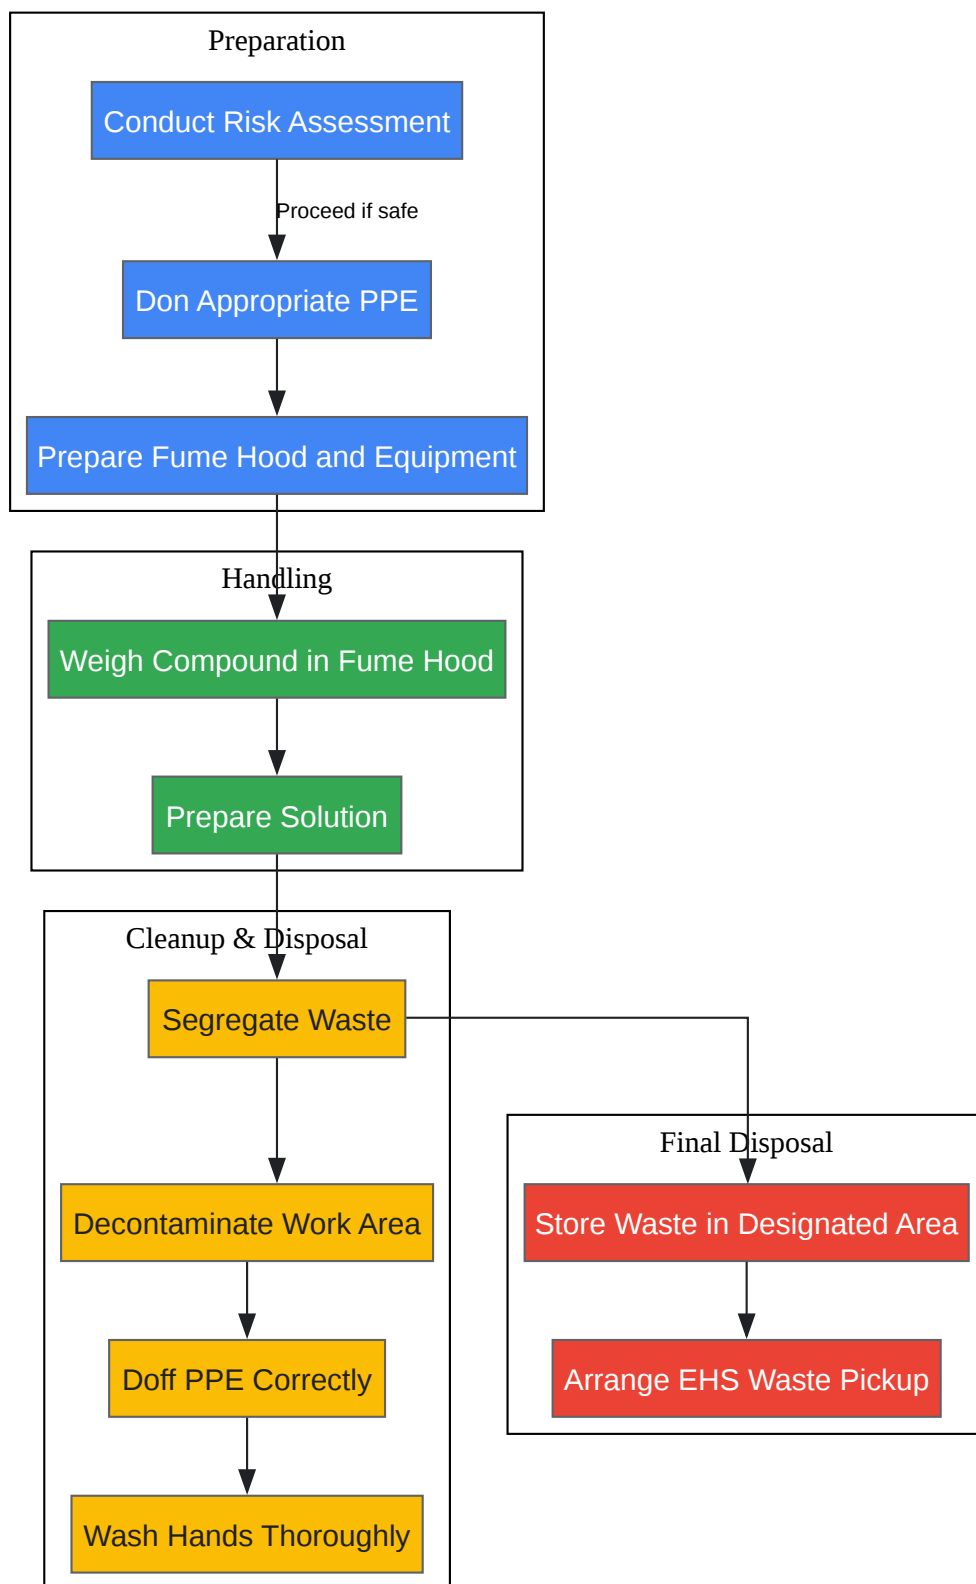 Preparation
Conduct Risk Assessment
Proceed if safe
Don Appropriate PPE
Prepare Fume Hood and Equipment
Handling
Weigh Compound in Fume Hood
Prepare Solution
Cleanup & Disposal
Segregate Waste
Decontaminate Work Area
Doff PPE Correctly
Wash Hands Thoroughly
Final Disposal
Store Waste in Designated Area
Arrange EHS Waste Pickup